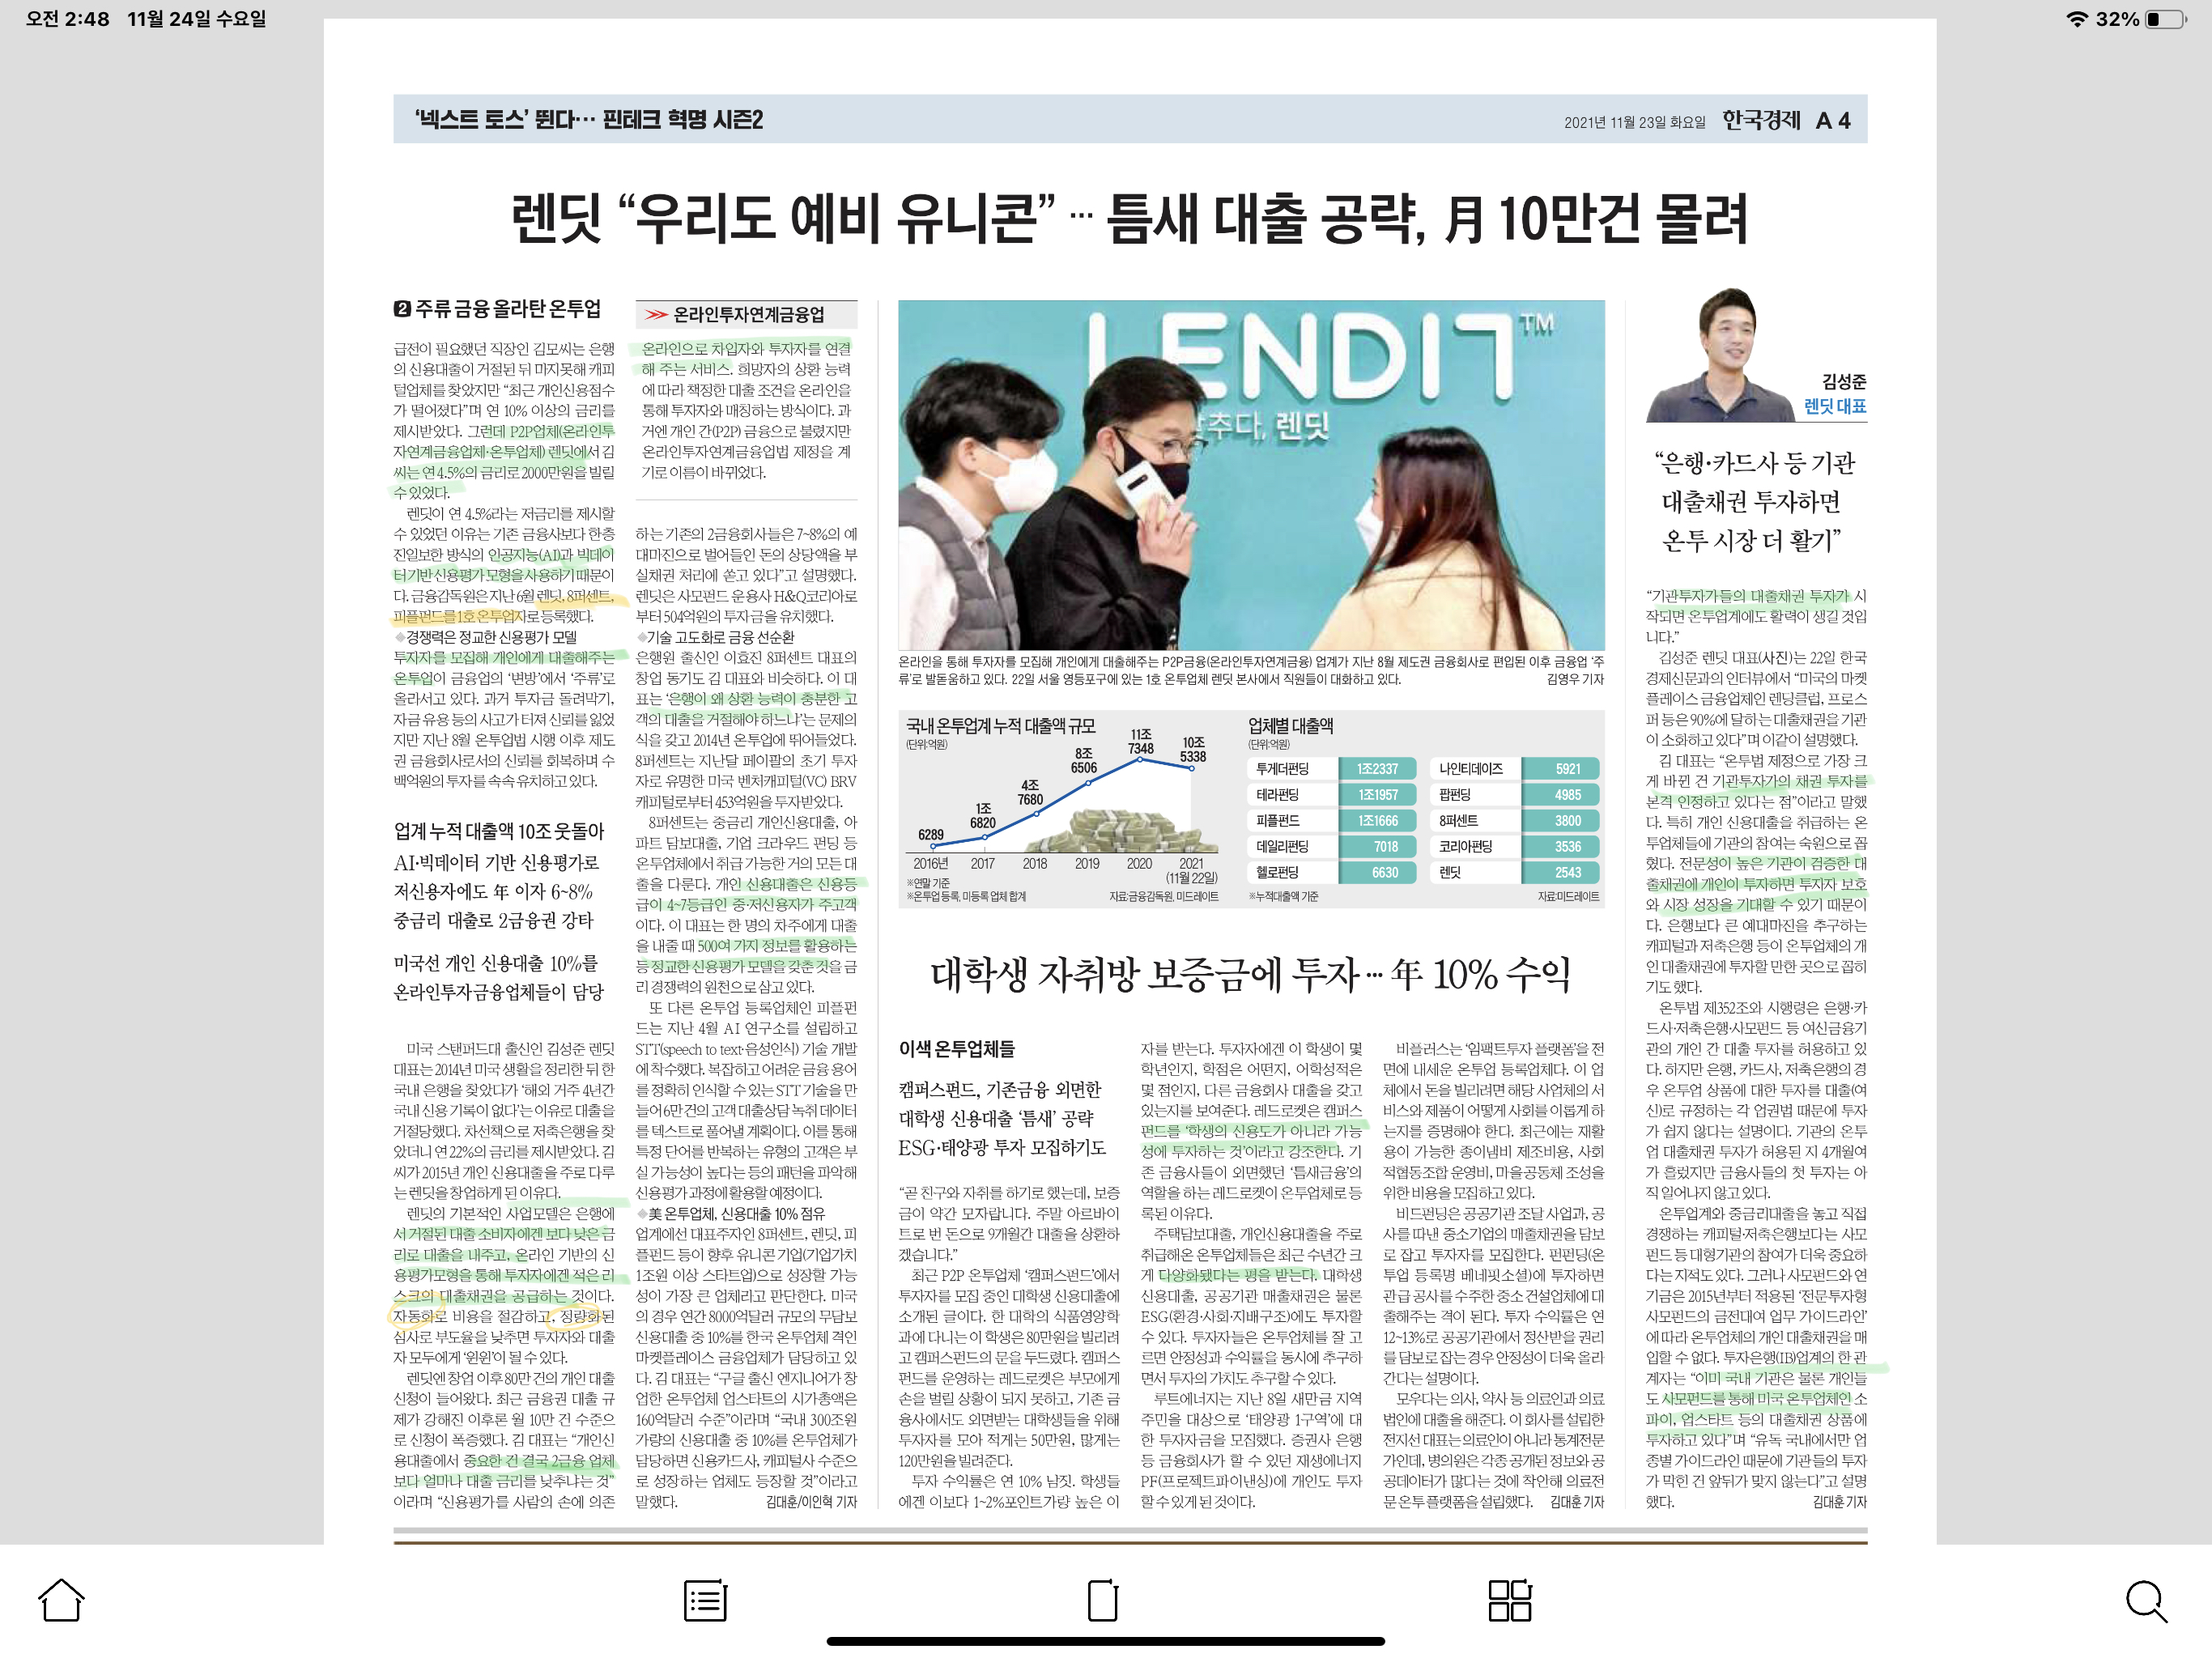 오전 2:48 11월 24일 수요일
32%
‘넥스트 토스’ 뛴다… 핀테크 혁명 시즌2
2021년 11월 23일 화요일 한국경제 A 4
렌딧 “우리도 예비 유니콘” … 틈새 대출 공략, 月 10만건 몰려
2 주류 금융 올라탄 온투업
급전이 필요했던 직장인 김모씨는 은행
의 신용대출이 거절된 뒤 마지못해 캐피
털업체를 찾았지만 “최근 개인신용점수
가 떨어졌다”며 연 10% 이상의 금리를
제시받았다. 그런데 P2P업체(온라인투
자연계금융업체·온투업체) 렌딧에서 김
씨는 연 4.5%의 금리로 2000만원을 빌릴
수 있었다.
렌딧이 연 4.5%라는 저금리를 제시할
수 있었던 이유는 기존 금융사보다 한층
진일보한 방식의 인공지능(AI)과 빅데이
터 기반 신용평가 모형을 사용하기 때문이
다. 금융감독원은 지난 6월 렌딧, 8퍼센트,
피플펀드를 1호 온투업자로 등록했다.
◆경쟁력은 정교한 신용평가 모델
투자자를 모집해 개인에게 대출해주는
온투업이 금융업의 ‘변방’에서 ‘주류’로
올라서고 있다. 과거 투자금 돌려막기,
자금 유용 등의 사고가 터져 신뢰를 잃었
지만 지난 8월 온투업법 시행 이후 제도
권 금융회사로서의 신뢰를 회복하며 수
백억원의 투자를 속속 유치하고 있다.
업계 누적 대출액 10조 웃돌아
AI·빅데이터 기반 신용평가로
저신용자에도 年 이자 6~8%
중금리 대출로 2금융권 강타
미국선 개인 신용대출 10%를
온라인투자금융업체들이 담당
미국 스탠퍼드대 출신인 김성준 렌딧
대표는 2014년 미국 생활을 정리한 뒤 한
국내 은행을 찾았다가 ‘해외 거주 4년간
국내 신용 기록이 없다’는 이유로 대출을
거절당했다. 차선책으로 저축은행을 찾
았더니 연 22%의 금리를 제시받았다. 김
씨가 2015년 개인 신용대출을 주로 다루
는 렌딧을 창업하게 된 이유다.
렌딧의 기본적인 사업모델은 은행에
서 거절된 대출 소비자에겐 보다 낮은 금
리로 대출을 내주고, 온라인 기반의 신
용평가모형을 통해 투자자에겐 적은 리
스크의 대출채권을 공급하는 것이다.
자동화로 비용을 절감하고, 정량화된
심사로 부도율을 낮추면 투자자와 대출
자 모두에게 ‘윈윈’이 될 수 있다.
렌딧엔 창업 이후 80만 건의 개인 대출
신청이 들어왔다. 최근 금융권 대출 규
제가 강해진 이후론 월 10만 건 수준으
로 신청이 폭증했다. 김 대표는 “개인신
용대출에서 중요한 건 결국 2금융 업체
보다 얼마나 대출 금리를 낮추냐는 것”
이라며 “신용평가를 사람의 손에 의존
온라인투자연계금융업
온라인으로 차입자와 투자자를 연결
해 주는 서비스. 희망자의 상환 능력
에 따라 책정한 대출 조건을 온라인을
통해 투자자와 매칭하는 방식이다. 과
거엔 개인 간(P2P) 금융으로 불렸지만
온라인투자연계금융업법 제정을 계
기로 이름이 바뀌었다.
하는 기존의 2금융회사들은 7~8%의 예
대마진으로 벌어들인 돈의 상당액을 부
실채권 처리에 쏟고 있다”고 설명했다.
렌딧은 사모펀드 운용사 H&Q코리아로
부터 504억원의 투자금을 유치했다.
◆기술 고도화로 금융 선순환
은행원 출신인 이효진 8퍼센트 대표의
창업 동기도 김 대표와 비슷하다. 이 대
표는 ‘은행이 왜 상환 능력이 충분한 고
객의 대출을 거절해야 하느냐’는 문제의
식을 갖고 2014년 온투업에 뛰어들었다.
8퍼센트는 지난달 페이팔의 초기 투자
자로 유명한 미국 벤처캐피털(VC) BRV
캐피털로부터 453억원을 투자받았다.
8퍼센트는 중금리 개인신용대출, 아
파트 담보대출, 기업 크라우드 펀딩 등
온투업체에서 취급 가능한 거의 모든 대
출을 다룬다. 개인 신용대출은 신용등
급이 4~7등급인 중·저신용자가 주고객
이다. 이 대표는 한 명의 차주에게 대출
을 내줄 때 500여 가지 정보를 활용하는
등 정교한 신용평가 모델을 갖춘 것을 금
리 경쟁력의 원천으로 삼고 있다.
또 다른 온투업 등록업체인 피플펀
드는 지난 4월 AI 연구소를 설립하고
STT(speech to text·음성인식) 기술 개발
에 착수했다. 복잡하고 어려운 금융 용어
를 정확히 인식할 수 있는 STT 기술을 만
들어 6만 건의 고객 대출상담 녹취 데이터
를 텍스트로 풀어낼 계획이다. 이를 통해
특정 단어를 반복하는 유형의 고객은 부
실 가능성이 높다는 등의 패턴을 파악해
신용평가 과정에 활용할 예정이다.
◆美 온투업체, 신용대출 10% 점유
업계에서 대표주자인 8퍼센트, 렌딧, 피
플펀드 등이 향후 유니콘 기업(기업가치
1조원 이상 스타트업)으로 성장할 가능
성이 가장 큰 업체라고 판단한다. 미국
의 경우 연간 8000억달러 규모의 무담보
신용대출 중 10%를 한국 온투업체 격인
마켓플레이스 금융업체가 담당하고 있
다. 김 대표는 “구글 출신 엔지니어가 창
업한 온투업체 업스타트의 시가총액은
160억달러 수준”이라며 “국내 300조원
가량의 신용대출 중 10%를 온투업체가
담당하면 신용카드사, 캐피털사 수준으
로 성장하는 업체도 등장할 것”이라고
말했다. 김대훈/이인혁 기자
LENDIT™
추다, 렌딧
온라인을 통해 투자자를 모집해 개인에게 대출해주는 P2P금융(온라인투자연계금융) 업계가 지난 8월 제도권 금융회사로 편입된 이후 금융업 ‘주
류’로 발돋움하고 있다. 22일 서울 영등포구에 있는 1호 온투업체 렌딧 본사에서 직원들이 대화하고 있다. 김영우 기자
국내 온투업계 누적 대출액 규모
(단위:억원)
6289
1조 6820
4조 7680
8조 6506
11조 7348
10조 5338
2016년 2017 2018 2019 2020 2021
(11월 22일)
※연말 기준
※온투업 등록, 미등록 업체 합계 자료:금융감독원, 미드레이트
업체별 대출액
(단위:억원)
투게더펀딩 1조2337 나인티데이즈 5921
테라펀딩 1조1957 팝펀딩 4985
피플펀드 1조1666 8퍼센트 3800
데일리펀딩 7018 코리아펀딩 3536
헬로펀딩 6630 렌딧 2543
※누적대출액 기준 자료:미드레이트
대학생 자취방 보증금에 투자 … 年 10% 수익
이색 온투업체들
캠퍼스펀드, 기존금융 외면한
대학생 신용대출 ‘틈새’ 공략
ESG·태양광 투자 모집하기도
“곧 친구와 자취를 하기로 했는데, 보증
금이 약간 모자랍니다. 주말 아르바이
트로 번 돈으로 9개월간 대출을 상환하
겠습니다.”
최근 P2P 온투업체 ‘캠퍼스펀드’에서
투자자를 모집 중인 대학생 신용대출에
소개된 글이다. 한 대학의 식품영양학
과에 다니는 이 학생은 80만원을 빌리려
고 캠퍼스펀드의 문을 두드렸다. 캠퍼스
펀드를 운영하는 레드로켓은 부모에게
손을 벌릴 상황이 되지 못하고, 기존 금
융사에서도 외면받는 대학생들을 위해
투자자를 모아 적게는 50만원, 많게는
120만원을 빌려준다.
투자 수익률은 연 10% 남짓. 학생들
에겐 이보다 1~2%포인트가량 높은 이
자를 받는다. 투자자에겐 이 학생이 몇
학년인지, 학점은 어떤지, 어학성적은
몇 점인지, 다른 금융회사 대출을 갖고
있는지를 보여준다. 레드로켓은 캠퍼스
펀드를 ‘학생의 신용도가 아니라 가능
성에 투자하는 것’이라고 강조한다. 기
존 금융사들이 외면했던 ‘틈새금융’의
역할을 하는 레드로켓이 온투업체로 등
록된 이유다.
주택담보대출, 개인신용대출을 주로
취급해온 온투업체들은 최근 수년간 크
게 다양화됐다는 평을 받는다. 대학생
신용대출, 공공기관 매출채권은 물론
ESG(환경·사회·지배구조)에도 투자할
수 있다. 투자자들은 온투업체를 잘 고
르면 안정성과 수익률을 동시에 추구하
면서 투자의 가치도 추구할 수 있다.
루트에너지는 지난 8일 새만금 지역
주민을 대상으로 ‘태양광 1구역’에 대
한 투자자금을 모집했다. 증권사 은행
등 금융회사가 할 수 있던 재생에너지
PF(프로젝트파이낸싱)에 개인도 투자
할 수 있게 된 것이다.
비플러스는 ‘임팩트투자 플랫폼’을 전
면에 내세운 온투업 등록업체다. 이 업
체에서 돈을 빌리려면 해당 사업체의 서
비스와 제품이 어떻게 사회를 이롭게 하
는지를 증명해야 한다. 최근에는 재활
용이 가능한 종이냄비 제조비용, 사회
적협동조합 운영비, 마을공동체 조성을
위한 비용을 모집하고 있다.
비드펀딩은 공공기관 조달 사업과, 공
사를 따낸 중소기업의 매출채권을 담보
로 잡고 투자자를 모집한다. 펀펀딩(온
투업 등록명 베네핏소셜)에 투자하면
관급 공사를 수주한 중소 건설업체에 대
출해주는 격이 된다. 투자 수익률은 연
12~13%로 공공기관에서 정산받을 권리
를 담보로 잡는 경우 안정성이 더욱 올라
간다는 설명이다.
모우다는 의사, 약사 등 의료인과 의료
법인에 대출을 해준다. 이 회사를 설립한
전지선 대표는 의료인이 아니라 통계전문
가인데, 병의원은 각종 공개된 정보와 공
공데이터가 많다는 것에 착안해 의료전
문 온투플랫폼을 설립했다. 김대훈 기자
김성준
렌딧 대표
“은행·카드사 등 기관
대출채권 투자하면
온투 시장 더 활기”
“기관투자가들의 대출채권 투자가 시
작되면 온투업계에도 활력이 생길 것입
니다.”
김성준 렌딧 대표(사진)는 22일 한국
경제신문과의 인터뷰에서 “미국의 마켓
플레이스 금융업체인 렌딩클럽, 프로스
퍼 등은 90%에 달하는 대출채권을 기관
이 소화하고 있다”며 이같이 설명했다.
김 대표는 “온투법 제정으로 가장 크
게 바뀐 건 기관투자가의 채권 투자를
본격 인정하고 있다는 점”이라고 말했
다. 특히 개인 신용대출을 취급하는 온
투업체들에 기관의 참여는 숙원으로 꼽
혔다. 전문성이 높은 기관이 검증한 대
출채권에 개인이 투자하면 투자자 보호
와 시장 성장을 기대할 수 있기 때문이
다. 은행보다 큰 예대마진을 추구하는
캐피털과 저축은행 등이 온투업체의 개
인 대출채권에 투자할 만한 곳으로 꼽히
기도 했다.
온투법 제352조와 시행령은 은행·카
드사·저축은행·사모펀드 등 여신금융기
관의 개인 간 대출 투자를 허용하고 있
다. 하지만 은행, 카드사, 저축은행의 경
우 온투업 상품에 대한 투자를 대출(여
신)로 규정하는 각 업권법 때문에 투자
가 쉽지 않다는 설명이다. 기관의 온투
업 대출채권 투자가 허용된 지 4개월여
가 흘렀지만 금융사들의 첫 투자는 아
직 일어나지 않고 있다.
온투업계와 중금리대출을 놓고 직접
경쟁하는 캐피털·저축은행보다는 사모
펀드 등 대형기관의 참여가 더욱 중요하
다는 지적도 있다. 그러나 사모펀드와 연
기금은 2015년부터 적용된 ‘전문투자형
사모펀드의 금전대여 업무 가이드라인’
에 따라 온투업체의 개인 대출채권을 매
입할 수 없다. 투자은행(IB)업계의 한 관
계자는 “이미 국내 기관은 물론 개인들
도 사모펀드를 통해 미국 온투업체인 소
파이, 업스타트 등의 대출채권 상품에
투자하고 있다”며 “유독 국내에서만 업
종별 가이드라인 때문에 기관들의 투자
가 막힌 건 앞뒤가 맞지 않는다”고 설명
했다. 김대훈 기자